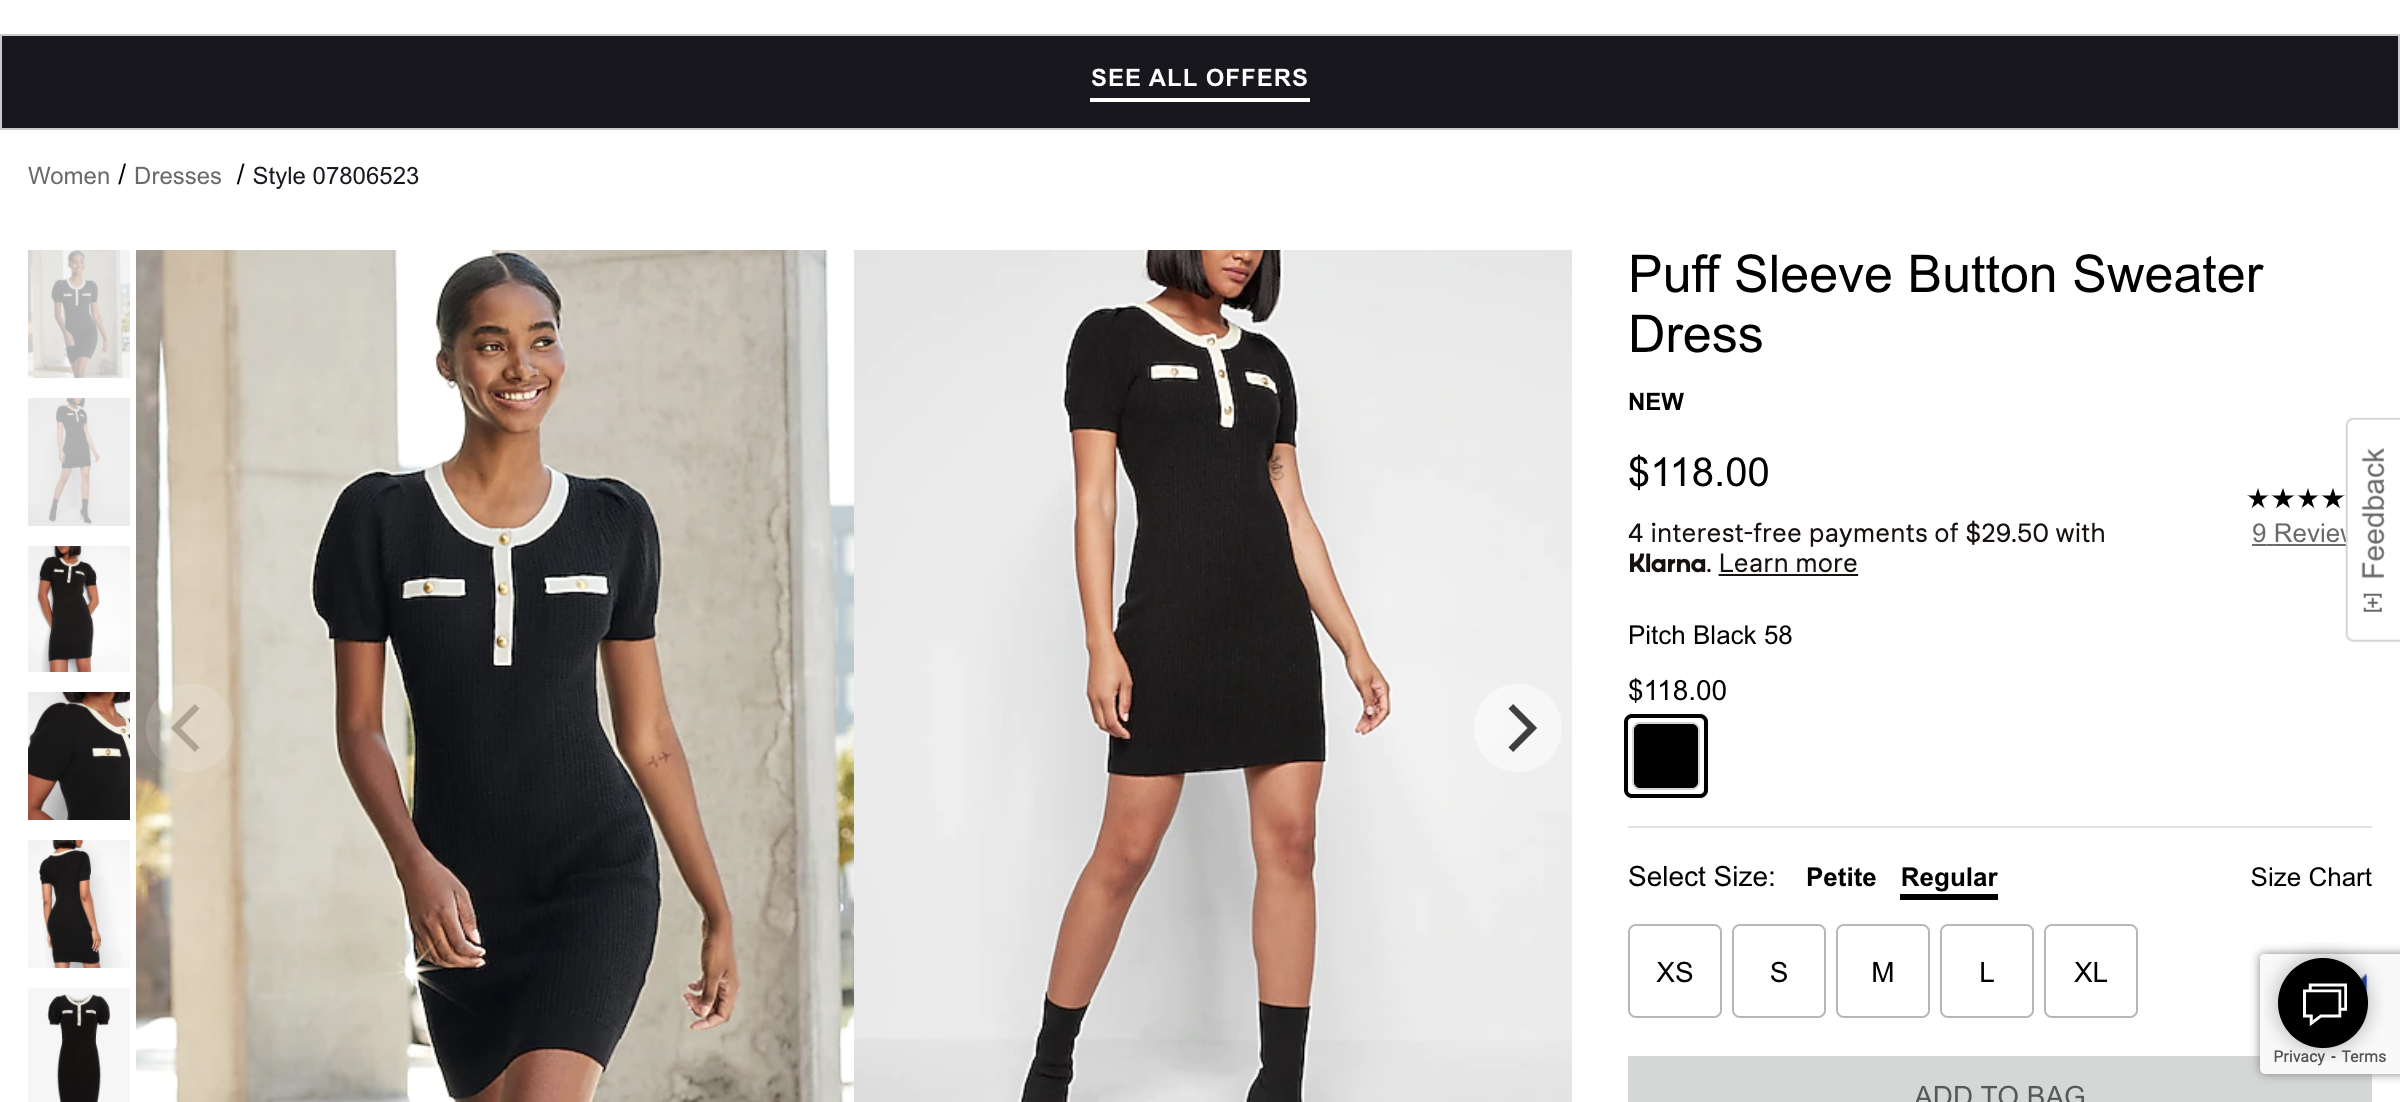 SEE ALL OFFERS
Women / Dresses / Style 07806523
Puff Sleeve Button Sweater
Dress
NEW
$118.00
4 interest-free payments of $29.50 with
Klarna. Learn more
★★★★
9
[+] Feedback
Pitch Black 58
$118.00
Select Size: Petite Regular Size Chart
XS S M L XL
Privacy - Terms
ADD TO BAG